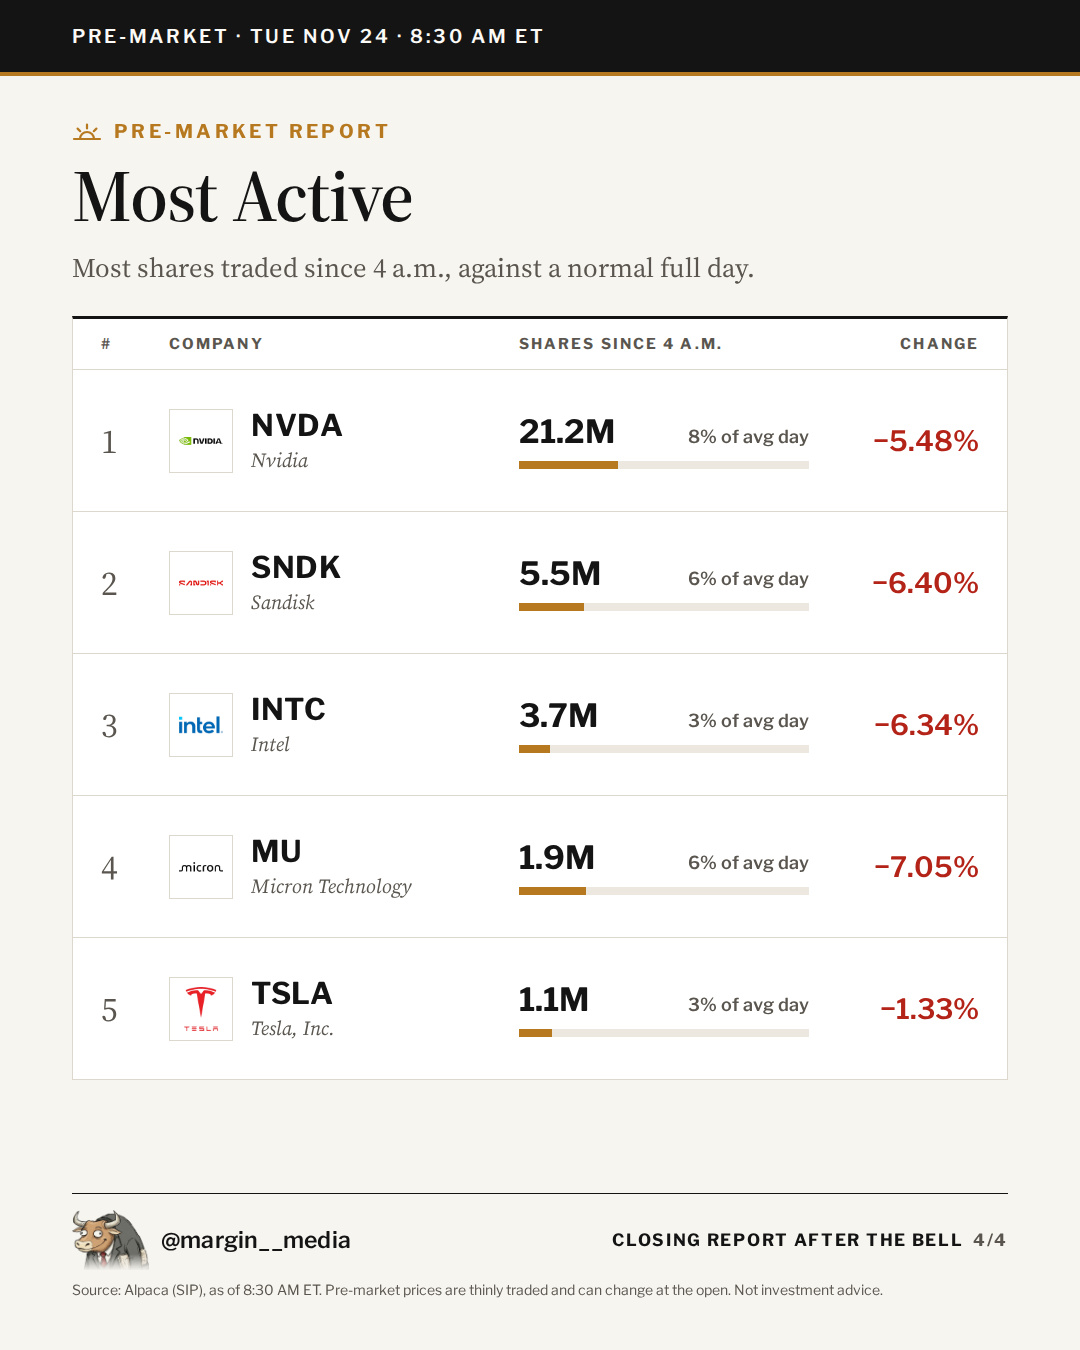 PRE-MARKET · TUE NOV 24 · 8:30 AM ET
PRE-MARKET REPORT
Most Active
Most shares traded since 4 a.m., against a normal full day.
# COMPANY SHARES SINCE 4 A.M. CHANGE
1 NVIDIA NVDA 21.2M 8% of avg day −5.48%
Nvidia
2 SANDISK SNDK 5.5M 6% of avg day −6.40%
Sandisk
3 intel INTC 3.7M 3% of avg day −6.34%
Intel
4 micron MU 1.9M 6% of avg day −7.05%
Micron Technology
5 TESLA TSLA 1.1M 3% of avg day −1.33%
Tesla, Inc.
@margin__media CLOSING REPORT AFTER THE BELL 4/4
Source: Alpaca (SIP), as of 8:30 AM ET. Pre-market prices are thinly traded and can change at the open. Not investment advice.